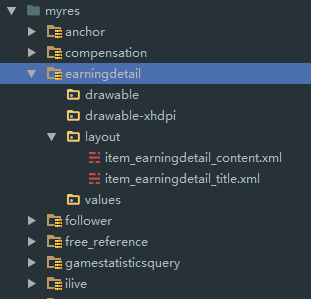 myres
anchor
compensation
earningdetail
drawable
drawable-xhdpi
layout
item_earningdetail_content.xml
item_earningdetail_title.xml
values
follower
free_reference
gamestatisticsquery
ilive